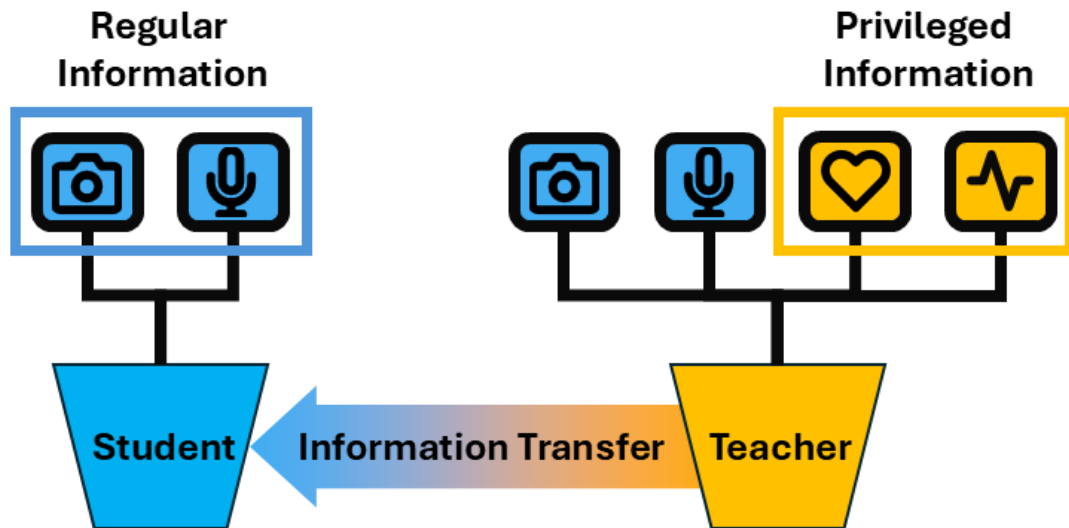 Regular
Information
Privileged
Information
Student
Information Transfer
Teacher